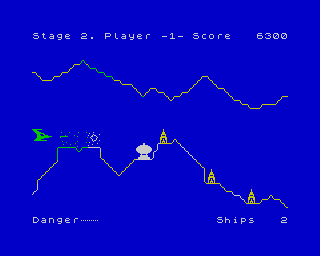 Stage 2. Player -1- Score 6300
Danger........ Ships 2